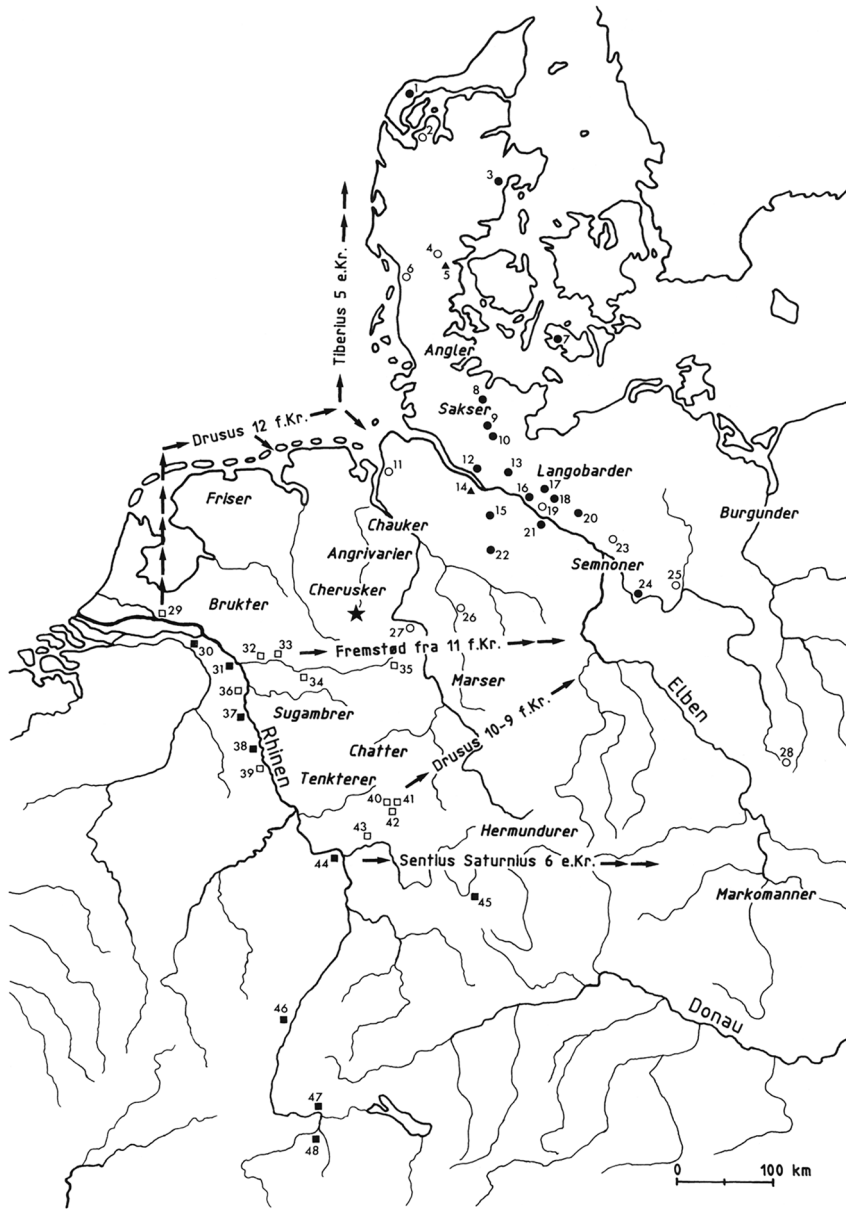 1
2
3
4
5
6
7
Tiberius 5 e.Kr.
Angler
8
Sakser
9
10
Drusus 12 f.Kr.
11
12
13
Langobarder
14
16
17
18
19
20
Friser
15
21
Burgunder
Chauker
Angrivarier
22
23
Semnoner
Cherusker
24
25
Brukter
26
29
27
30
32
33
Fremstød fra 11 f.Kr.
31
34
35
Marser
36
Sugambrer
Elben
37
Rhinen
38
Chatter
Drusus 10-9 f.Kr.
39
Tenkterer
28
40
41
42
43
Hermundurer
44
Sentius Saturnius 6 e.Kr.
45
Markomanner
46
Donau
47
48
0 100 km